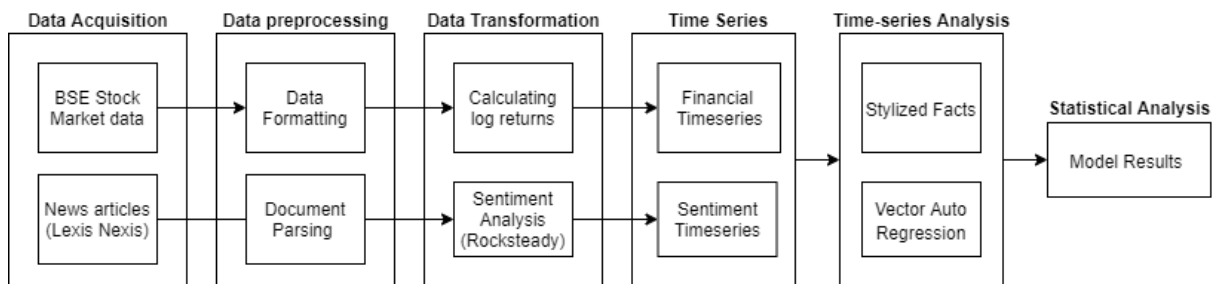 Data Acquisition
Data preprocessing
Data Transformation
Time Series
Time-series Analysis
BSE Stock
Market data
Data
Formatting
Calculating
log returns
Financial
Timeseries
Stylized Facts
Statistical Analysis
Model Results
News articles
(Lexis Nexis)
Document
Parsing
Sentiment
Analysis
(Rocksteady)
Sentiment
Timeseries
Vector Auto
Regression